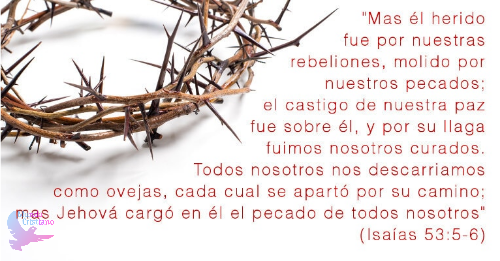 "Mas él herido
fue por nuestras
rebeliones, molido por
nuestros pecados;
el castigo de nuestra paz
fue sobre él, y por su llaga
fuimos nosotros curados.
Todos nosotros nos descarriamos
como ovejas, cada cual se apartó por su camino;
mas Jehová cargó en él el pecado de todos nosotros"
(Isaías 53:5-6)